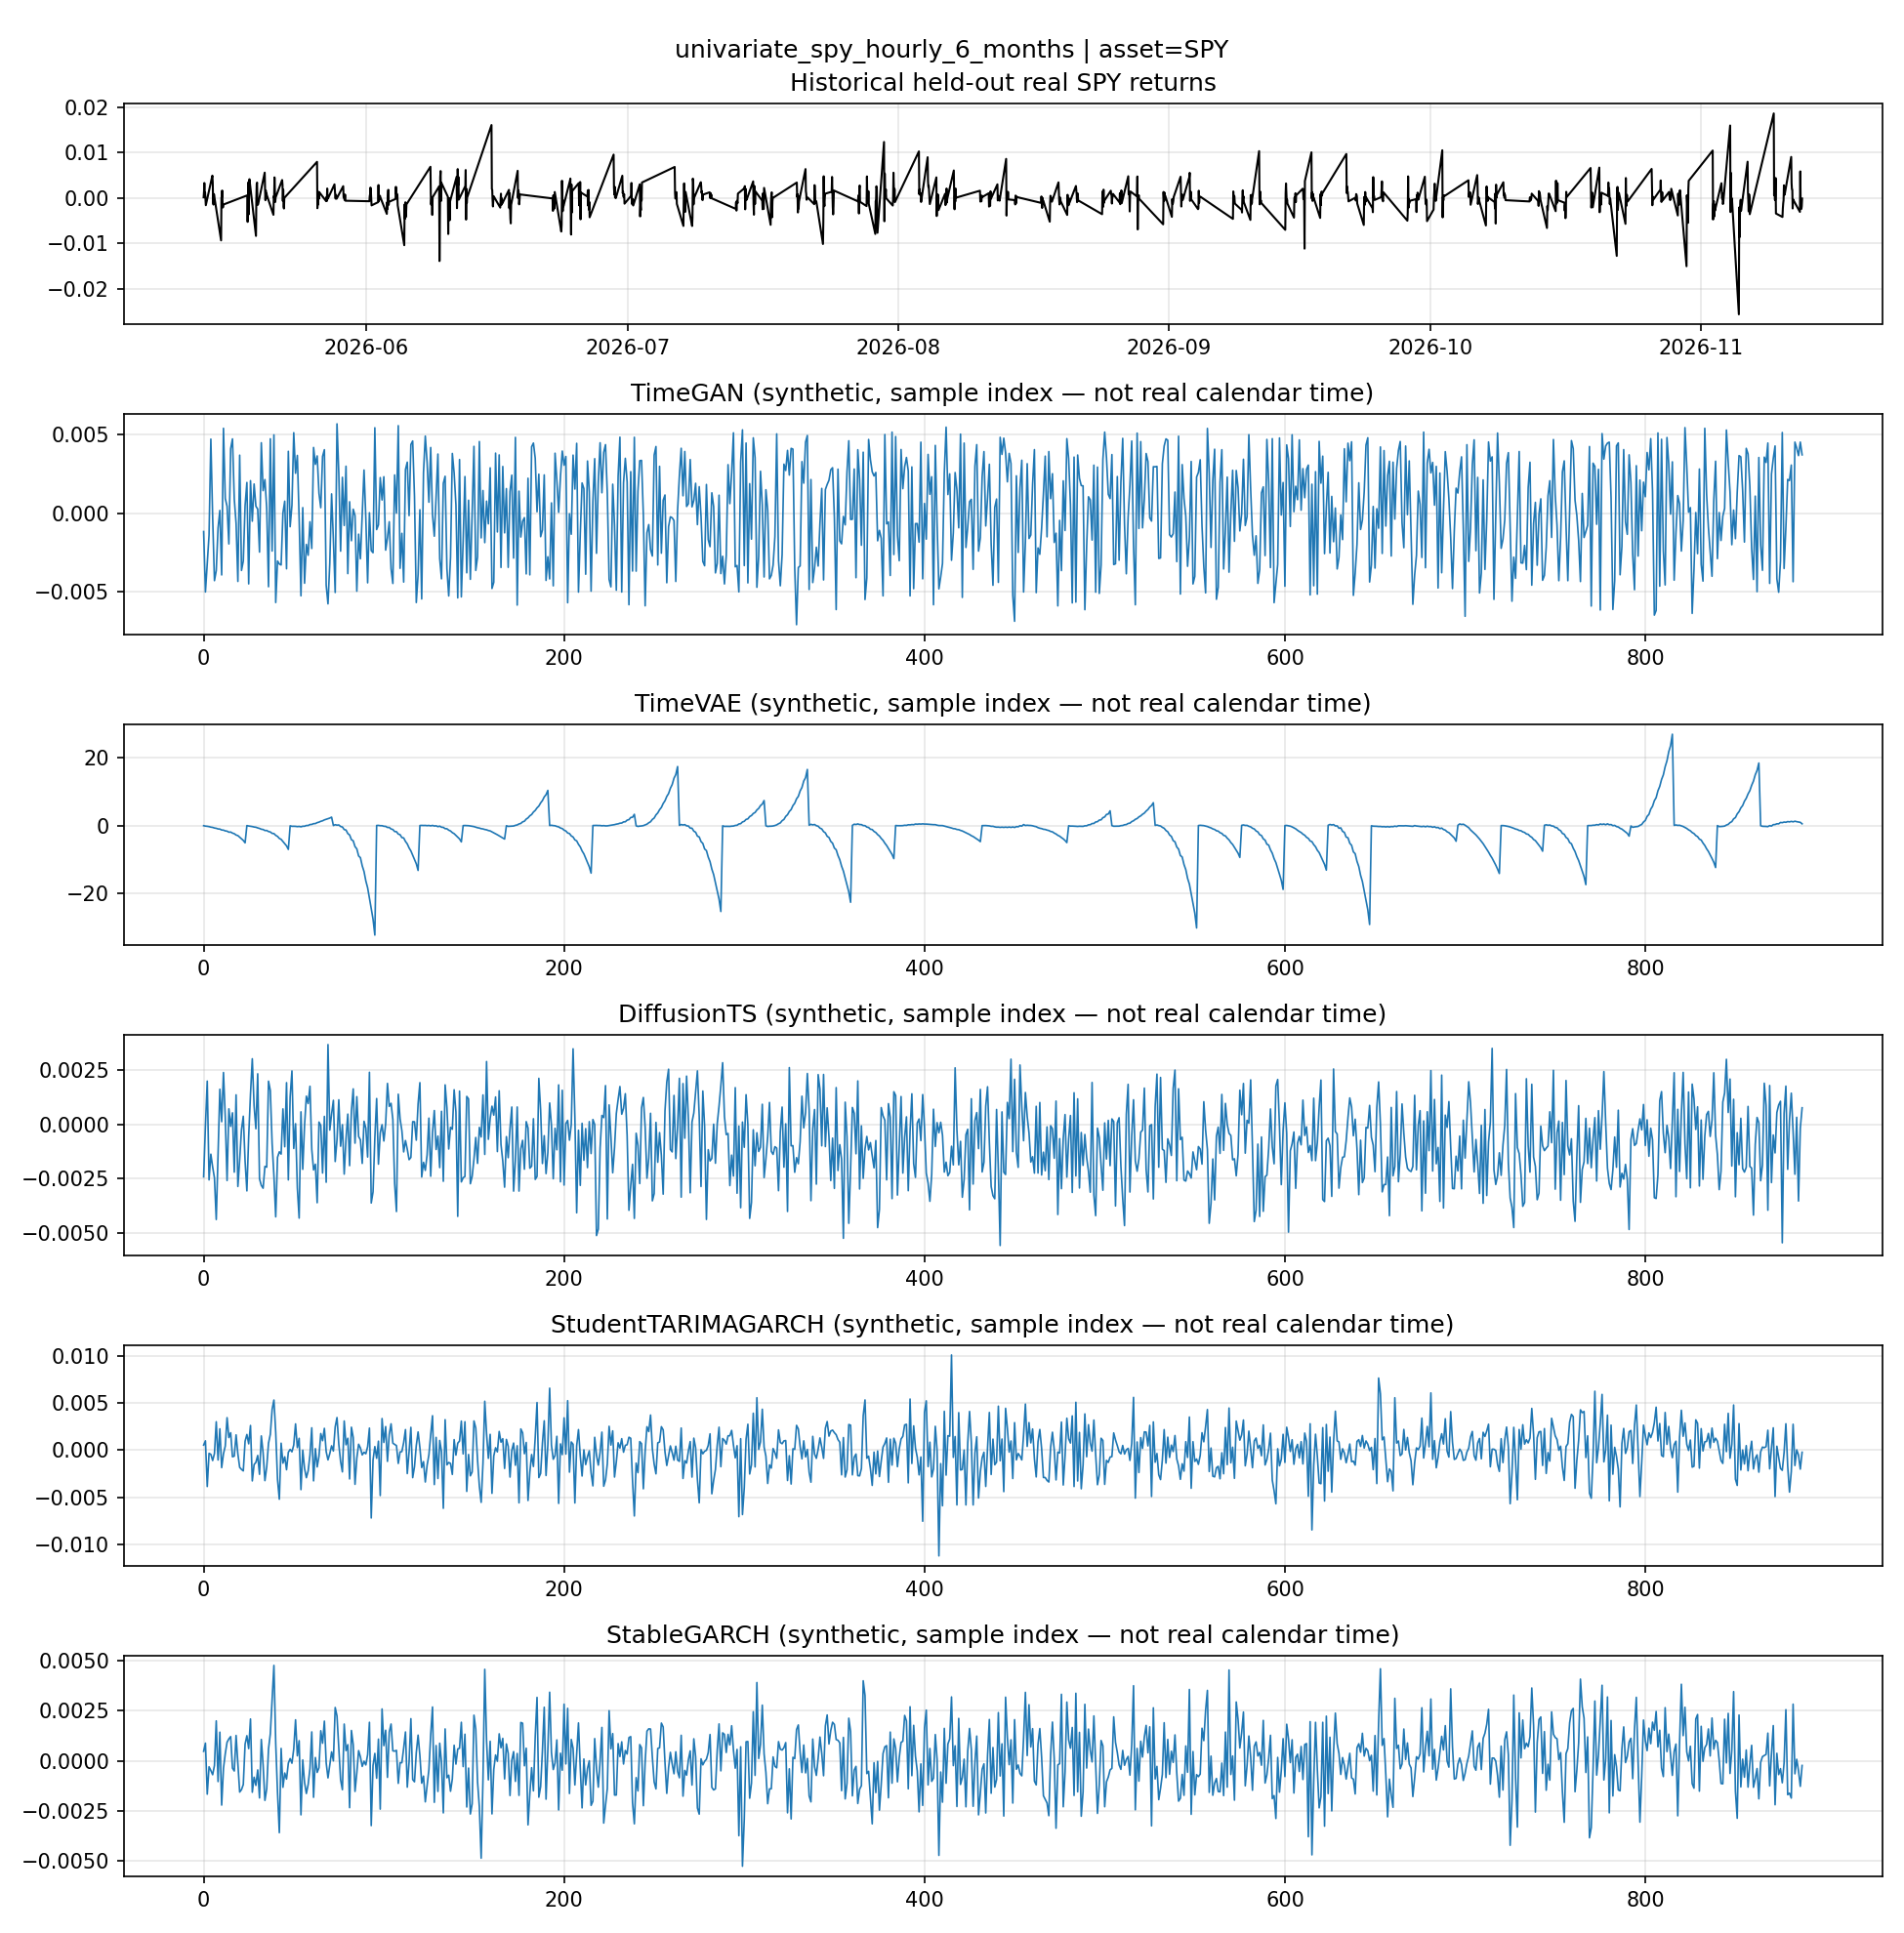 univariate_spy_hourly_6_months | asset=SPY
Historical held-out real SPY returns
0.02
0.01
0.00
−0.01
−0.02
2026-06 2026-07 2026-08 2026-09 2026-10 2026-11
TimeGAN (synthetic, sample index — not real calendar time)
0.005
0.000
−0.005
0 200 400 600 800
TimeVAE (synthetic, sample index — not real calendar time)
20
0
−20
0 200 400 600 800
DiffusionTS (synthetic, sample index — not real calendar time)
0.0025
0.0000
−0.0025
−0.0050
0 200 400 600 800
StudentTARIMAGARCH (synthetic, sample index — not real calendar time)
0.010
0.005
0.000
−0.005
−0.010
0 200 400 600 800
StableGARCH (synthetic, sample index — not real calendar time)
0.0050
0.0025
0.0000
−0.0025
−0.0050
0 200 400 600 800